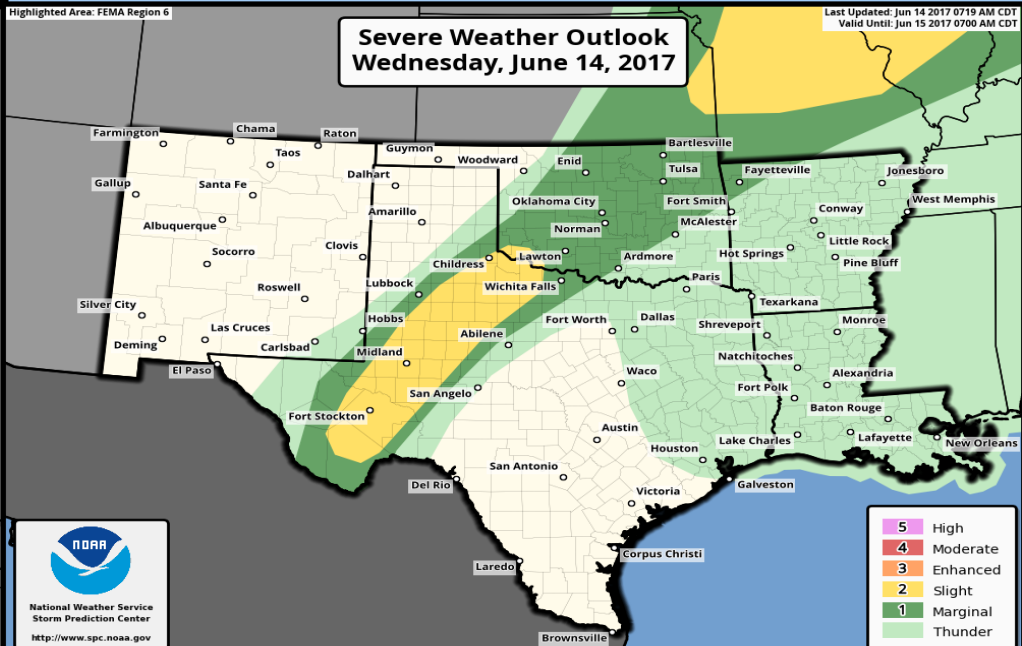 Highlighted Area: FEMA Region 6
Last Updated: Jun 14 2017 0719 AM CDT
Valid Until: Jun 15 2017 0700 AM CDT
Severe Weather Outlook
Wednesday, June 14, 2017
Farmington
Chama
Raton
Taos
Guymon
Woodward
Enid
Bartlesville
Tulsa
Fayetteville
Jonesboro
Gallup
Santa Fe
Dalhart
Amarillo
Oklahoma City
Fort Smith
West Memphis
Albuquerque
Norman
McAlester
Conway
Socorro
Clovis
Childress
Lawton
Ardmore
Hot Springs
Little Rock
Pine Bluff
Roswell
Lubbock
Wichita Falls
Paris
Texarkana
Silver City
Las Cruces
Hobbs
Abilene
Fort Worth
Dallas
Shreveport
Monroe
Deming
Carlsbad
Midland
Natchitoches
El Paso
San Angelo
Waco
Fort Polk
Alexandria
Fort Stockton
Austin
Baton Rouge
Houston
Lake Charles
Lafayette
New Orleans
Del Rio
San Antonio
Victoria
Galveston
Laredo
Corpus Christi
Brownsville
NOAA
National Weather Service
Storm Prediction Center
http://www.spc.noaa.gov
5 High
4 Moderate
3 Enhanced
2 Slight
1 Marginal
Thunder